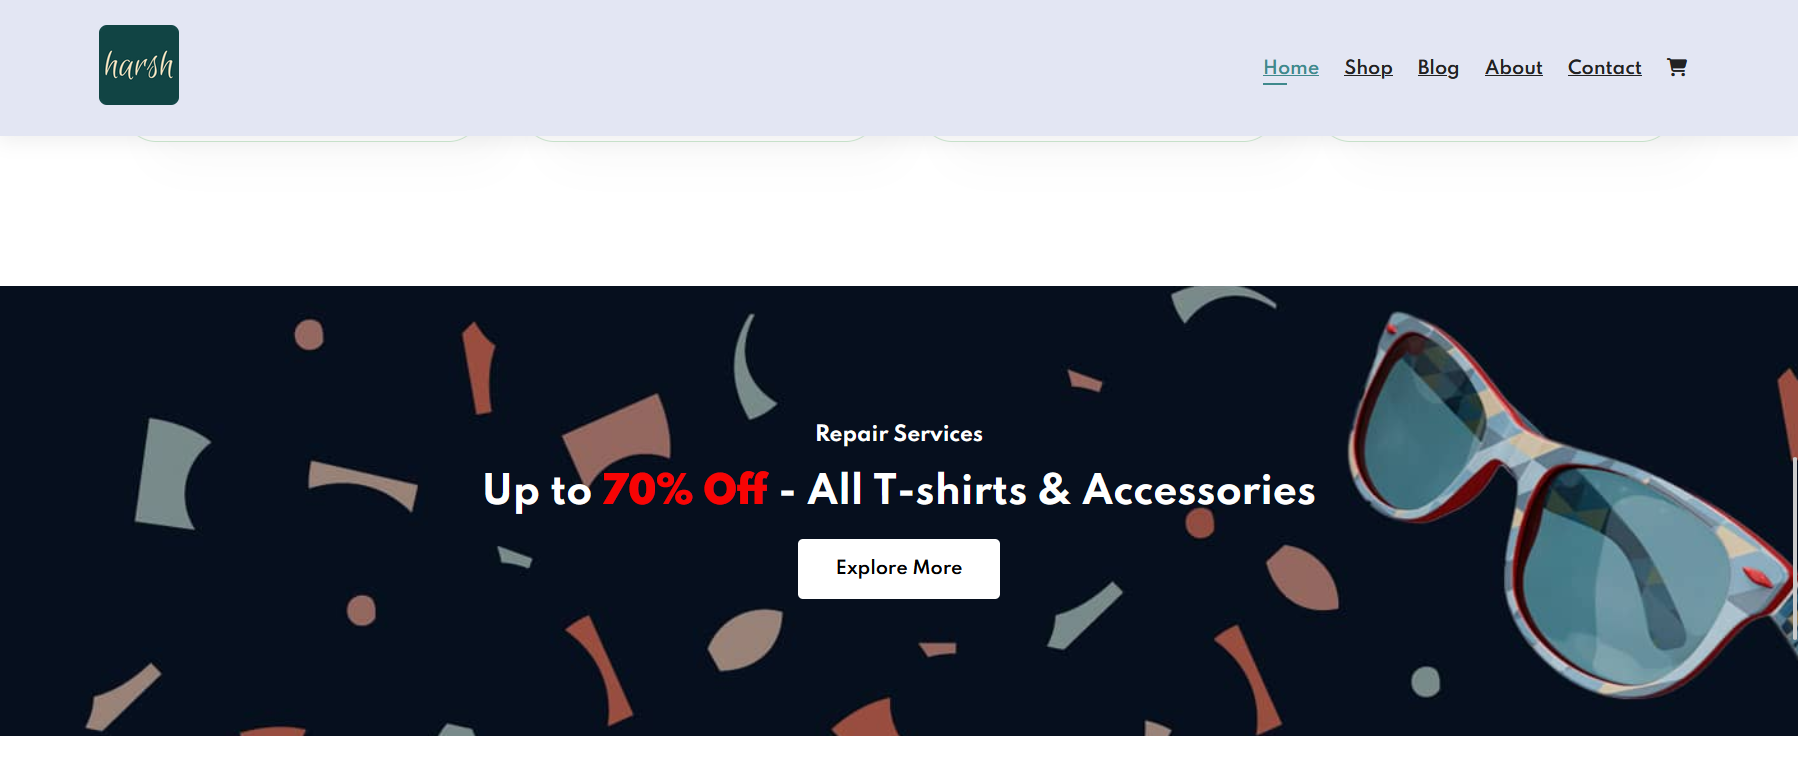 harsh
Home Shop Blog About Contact
Repair Services
Up to 70% Off - All T-shirts & Accessories
Explore More